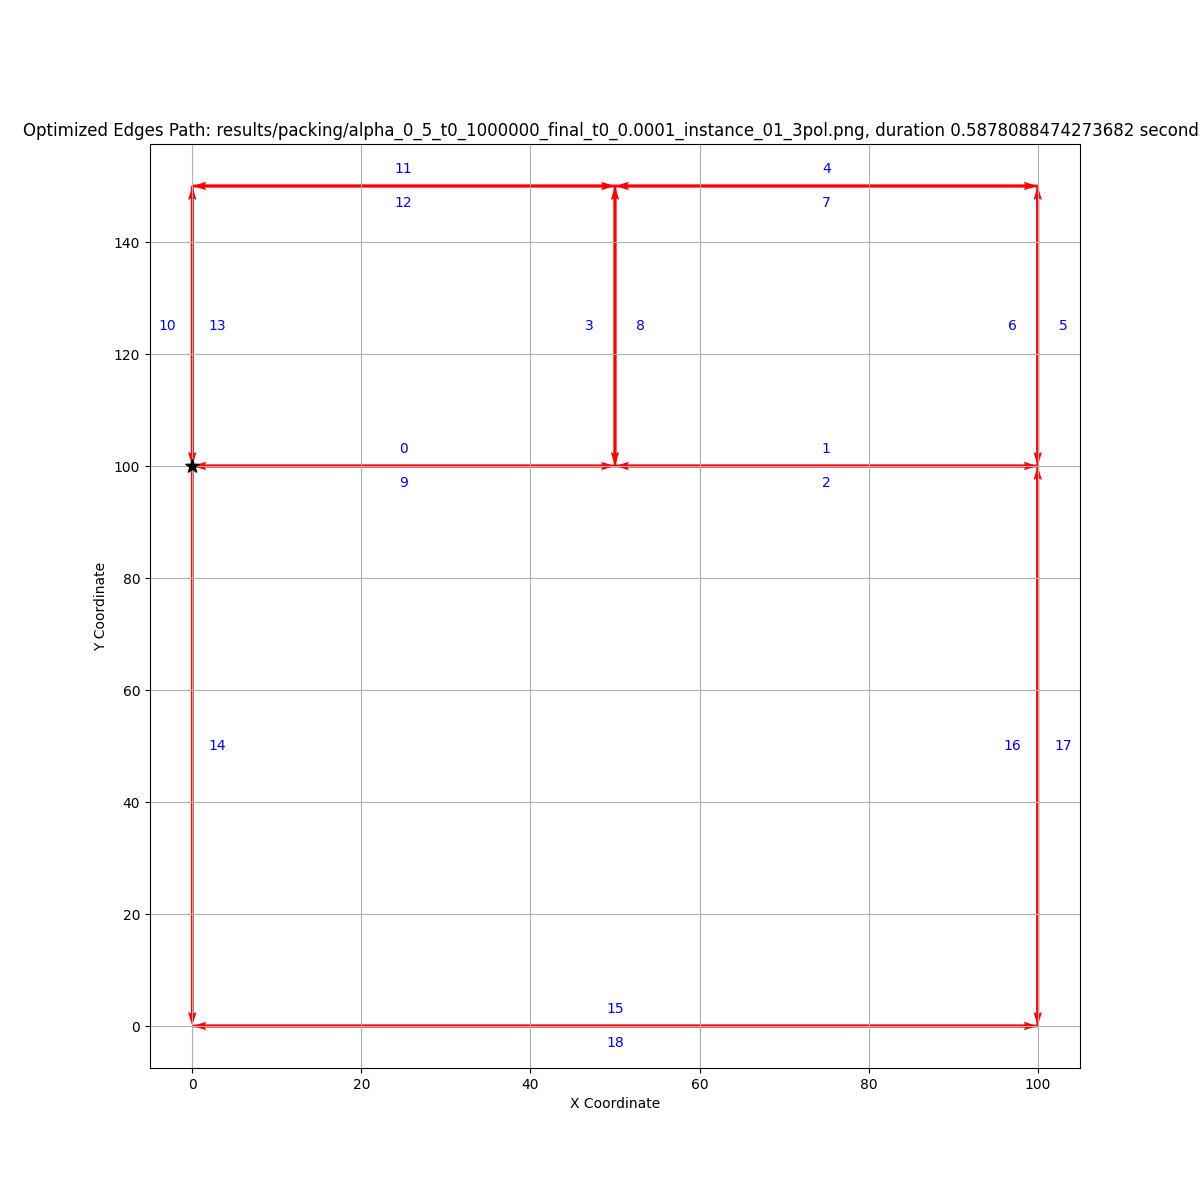 Optimized Edges Path: results/packing/alpha_0_5_t0_1000000_final_t0_0.0001_instance_01_3pol.png, duration 0.5878088474273682 second
11 4
12 7
140
10 13 3 8 6 5
120
0 1
100
9 2
80
Y Coordinate
60
14 16 17
40
20
15
0
18
0 20 40 60 80 100
X Coordinate